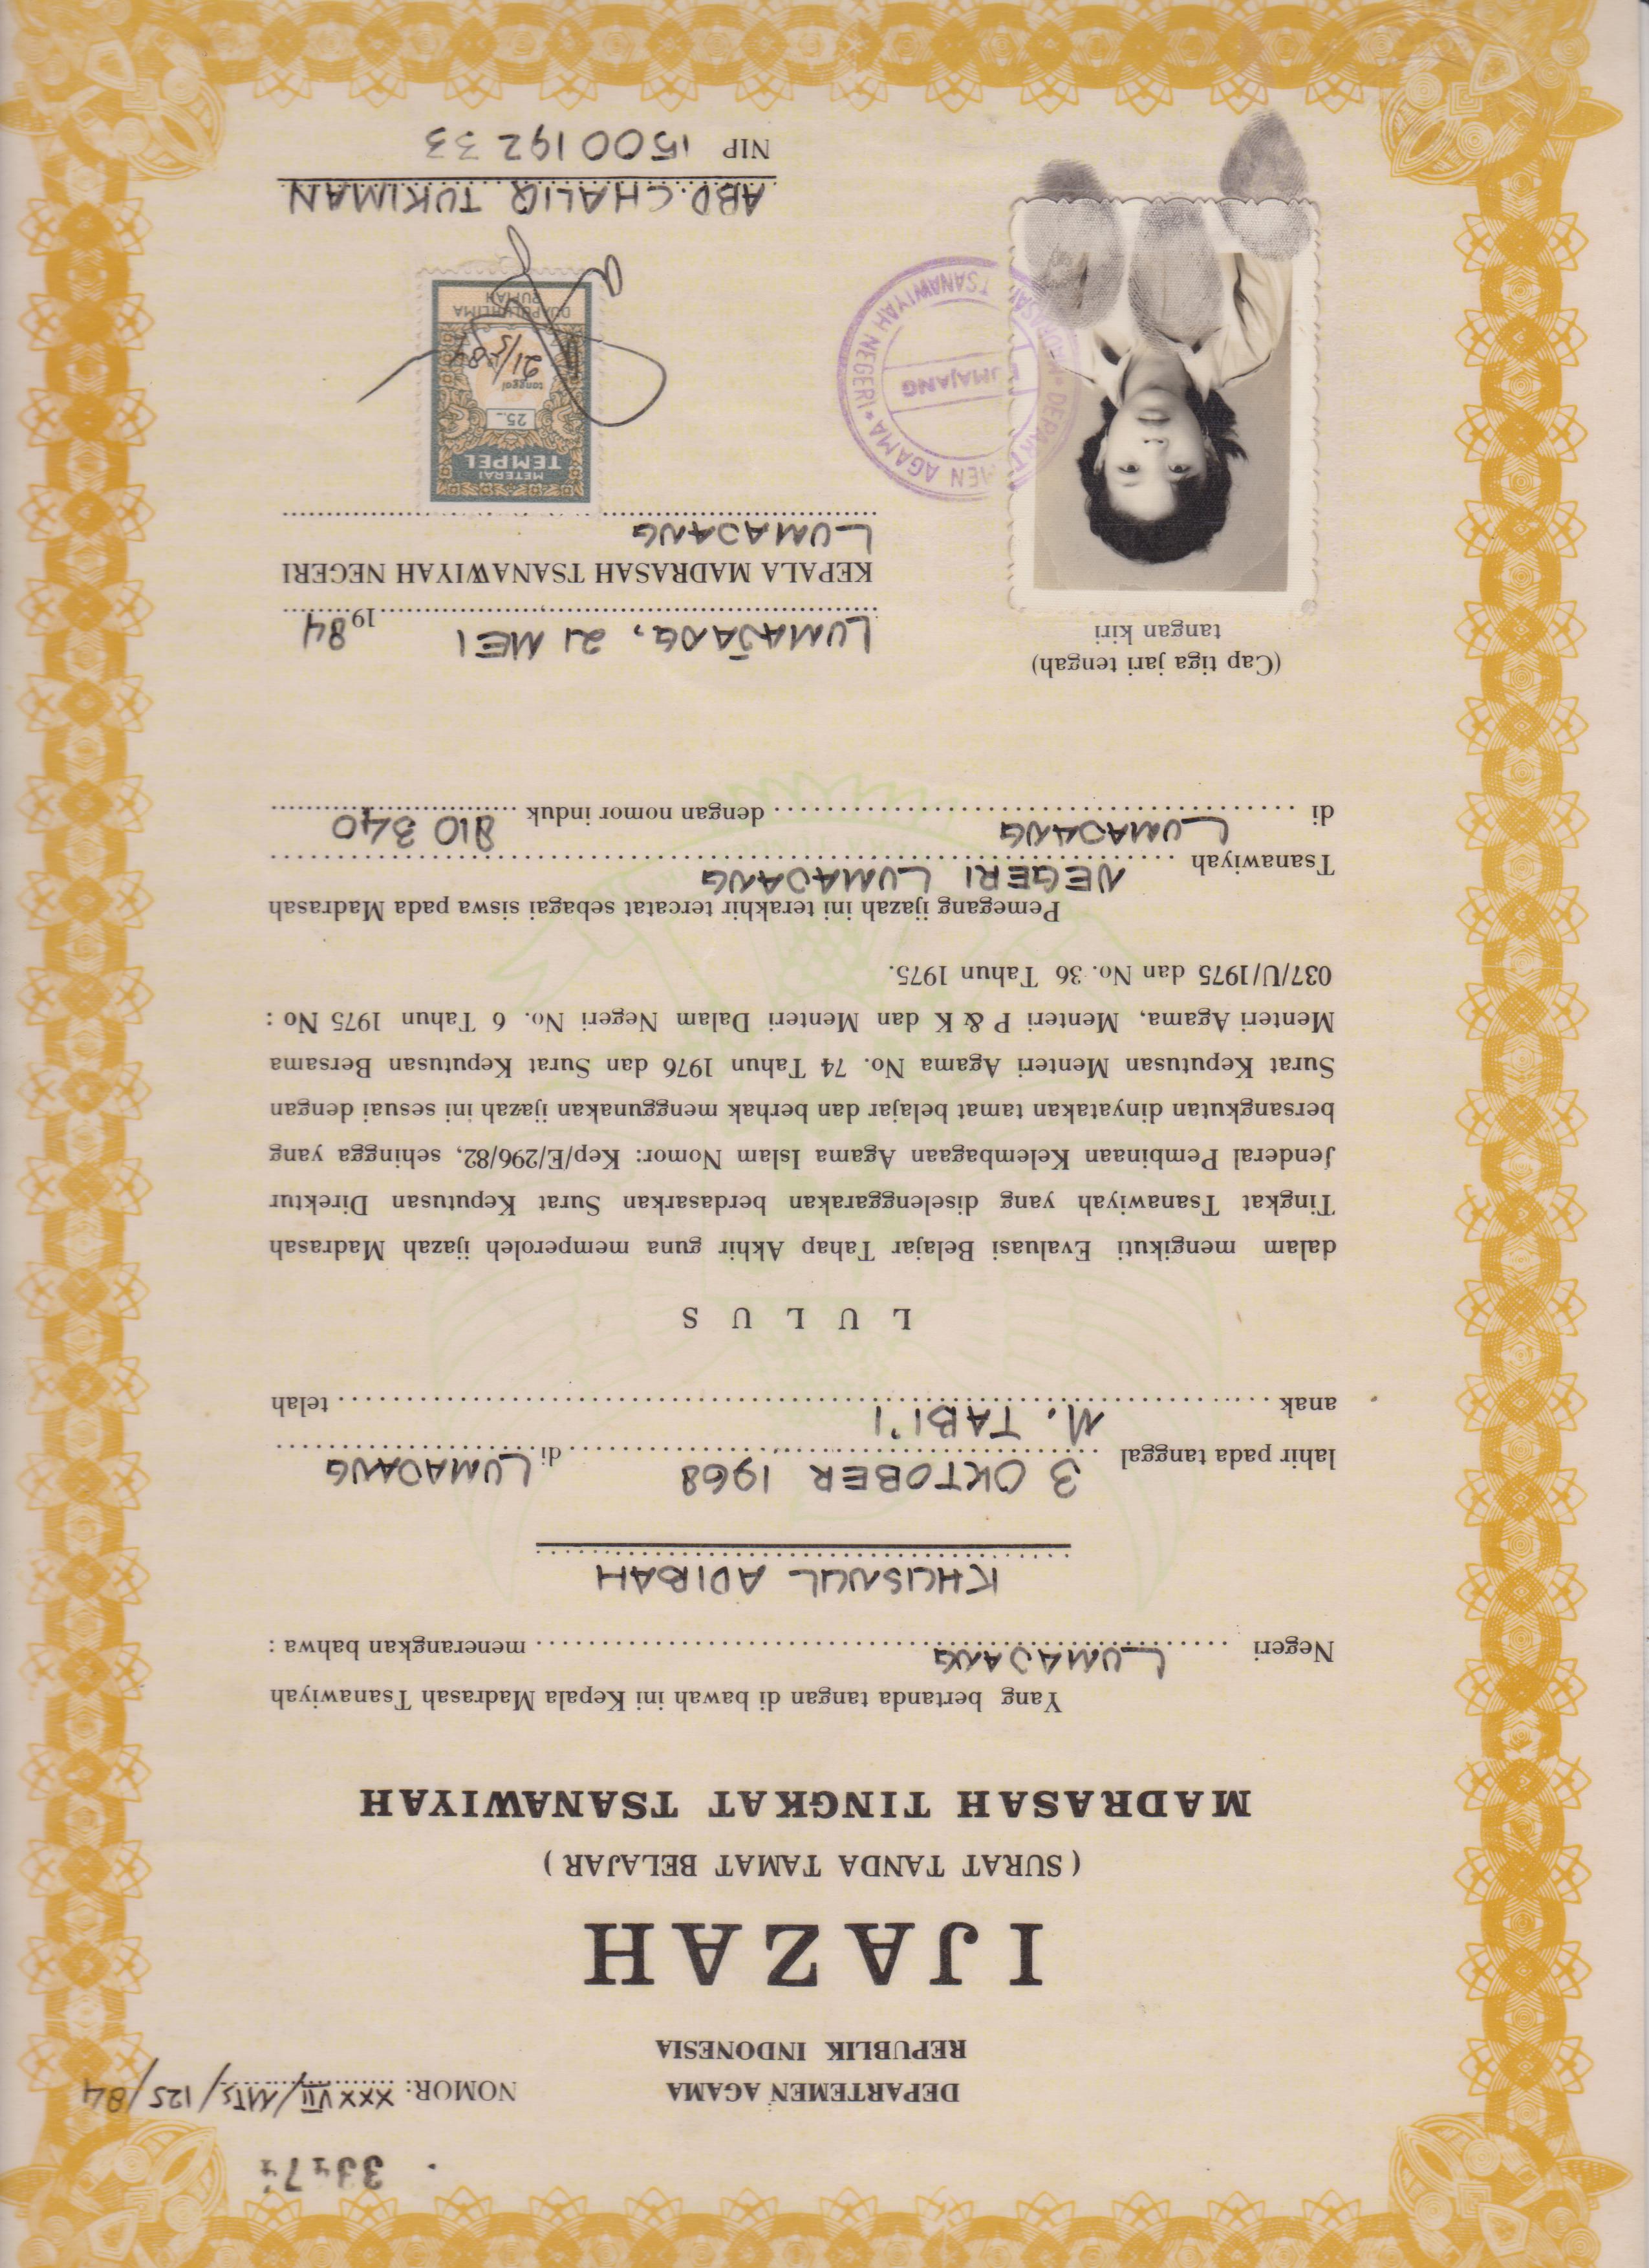 33474
DEPARTEMEN AGAMA
REPUBLIK INDONESIA
NOMOR: XXXVII/MTs/125/84
IJAZAH
( SURAT TANDA TAMAT BELAJAR )
MADRASAH TINGKAT TSANAWIYAH
Yang bertanda tangan di bawah ini Kepala Madrasah Tsanawiyah
Negeri LUMAJANG menerangkan bahwa :
KHUSNUL ADIBAH
lahir pada tanggal 3 OKTOBER 1968 di LUMAJANG
anak M. TABI'I telah
L U L U S
dalam mengikuti Evaluasi Belajar Tahap Akhir guna memperoleh ijazah Madrasah
Tingkat Tsanawiyah yang diselenggarakan berdasarkan Surat Keputusan Direktur
Jenderal Pembinaan Kelembagaan Agama Islam Nomor: Kep/E/296/82, sehingga yang
bersangkutan dinyatakan tamat belajar dan berhak menggunakan ijazah ini sesuai dengan
Surat Keputusan Menteri Agama No. 74 Tahun 1976 dan Surat Keputusan Bersama
Menteri Agama, Menteri P & K dan Menteri Dalam Negeri No. 6 Tahun 1975 No :
037/U/1975 dan No. 36 Tahun 1975.
Pemegang ijazah ini terakhir tercatat sebagai siswa pada Madrasah
Tsanawiyah NEGERI LUMAJANG
di LUMAJANG dengan nomor induk 810 340
(Cap tiga jari tengah)
tangan kiri
LUMAJANG, 21 MEI 1984
KEPALA MADRASAH TSANAWIYAH NEGERI
LUMAJANG
METERAI
TEMPEL
25
tanggal
21/5 84
DUAPULUHLIMA
RUPIAH
TSANAWIYAH NEGERI
AGAMA
ABD. CHALIQ TUKIMAN
NIP 150019233